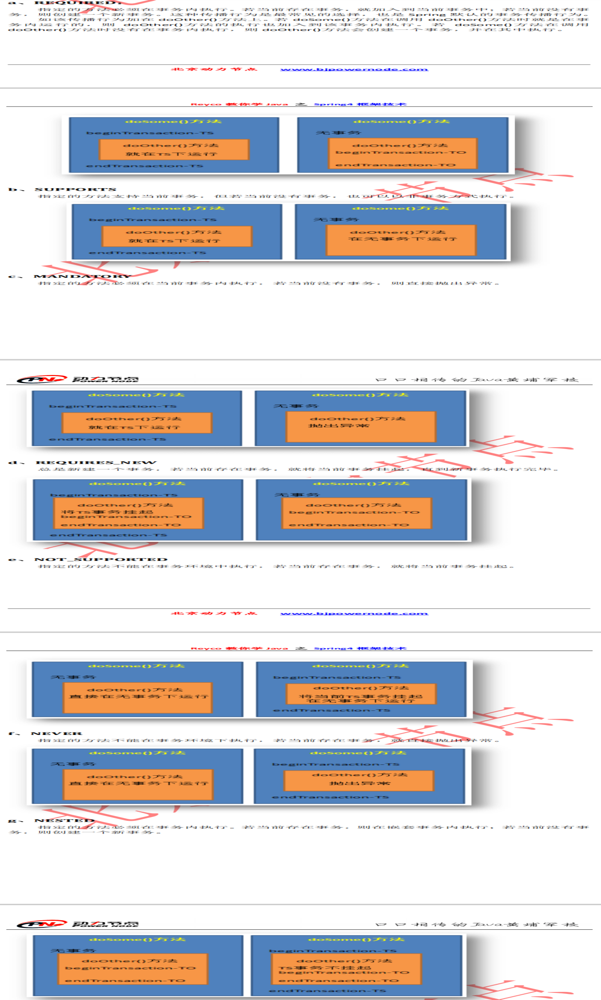 a、 REQUIRED:
指定的方法必须在事务内执行。若当前存在事务，就加入到当前事务中；若当前没有事
务，则创建一个新事务。这种传播行为是最常见的选择，也是 Spring 默认的事务传播行为。
如该传播行为加在 doOther()方法上。若 doSome()方法在调用 doOther()方法时就是在事
务内运行的，则 doOther()方法的执行也加入到该事务内执行。若 doSome()方法在调用
doOther()方法时没有在事务内执行，则 doOther()方法会创建一个事务，并在其中执行。
北京动力节点 www.bjpowernode.com
Reyco 教你学 Java 之 Spring4 框架技术
doSome()方法
beginTransaction-TS
doOther()方法
就在TS下运行
endTransaction-TS
doSome()方法
无事务
doOther()方法
beginTransaction-TO
endTransaction-TO
b、 SUPPORTS
指定的方法支持当前事务，但若当前没有事务，也可以以非事务方式执行。
doSome()方法
beginTransaction-TS
doOther()方法
就在TS下运行
endTransaction-TS
doSome()方法
无事务
doOther()方法
在无事务下运行
c、 MANDATORY
指定的方法必须在当前事务内执行，若当前没有事务，则直接抛出异常。
PN 动力节点
POWER NODE
口口相传的Java黄埔军校
doSome()方法
beginTransaction-TS
doOther()方法
就在TS下运行
endTransaction-TS
doSome()方法
无事务
doOther()方法
抛出异常
d、 REQUIRES_NEW
总是新建一个事务，若当前存在事务，就将当前事务挂起，直到新事务执行完毕。
doSome()方法
beginTransaction-TS
doOther()方法
将TS事务挂起
beginTransaction-TO
endTransaction-TO
endTransaction-TS
doSome()方法
无事务
doOther()方法
beginTransaction-TO
endTransaction-TO
e、 NOT_SUPPORTED
指定的方法不能在事务环境中执行，若当前存在事务，就将当前事务挂起。
北京动力节点 www.bjpowernode.com
Reyco 教你学 Java 之 Spring4 框架技术
doSome()方法
无事务
doOther()方法
直接在无事务下运行
doSome()方法
beginTransaction-TS
doOther()方法
将当前TS事务挂起
在无事务下运行
endTransaction-TS
f、 NEVER
指定的方法不能在事务环境下执行，若当前存在事务，就直接抛出异常。
doSome()方法
无事务
doOther()方法
直接在无事务下运行
doSome()方法
beginTransaction-TS
doOther()方法
抛出异常
endTransaction-TS
g、 NESTED
指定的方法必须在事务内执行。若当前存在事务，则在嵌套事务内执行；若当前没有事
务，则创建一个新事务。
PN 动力节点
POWER NODE
口口相传的Java黄埔军校
doSome()方法
无事务
doOther()方法
beginTransaction-TO
endTransaction-TO
doSome()方法
beginTransaction-TS
doOther()方法
TS事务不挂起
beginTransaction-TO
endTransaction-TO
endTransaction-TS